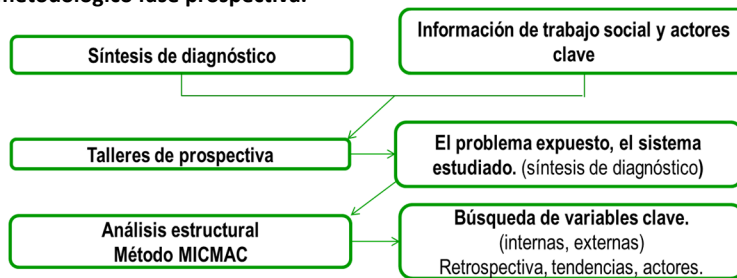 metodológico fase prospectiva.
Síntesis de diagnóstico
Información de trabajo social y actores
clave
Talleres de prospectiva
El problema expuesto, el sistema
estudiado. (síntesis de diagnóstico)
Análisis estructural
Método MICMAC
Búsqueda de variables clave.
(internas, externas)
Retrospectiva, tendencias, actores.